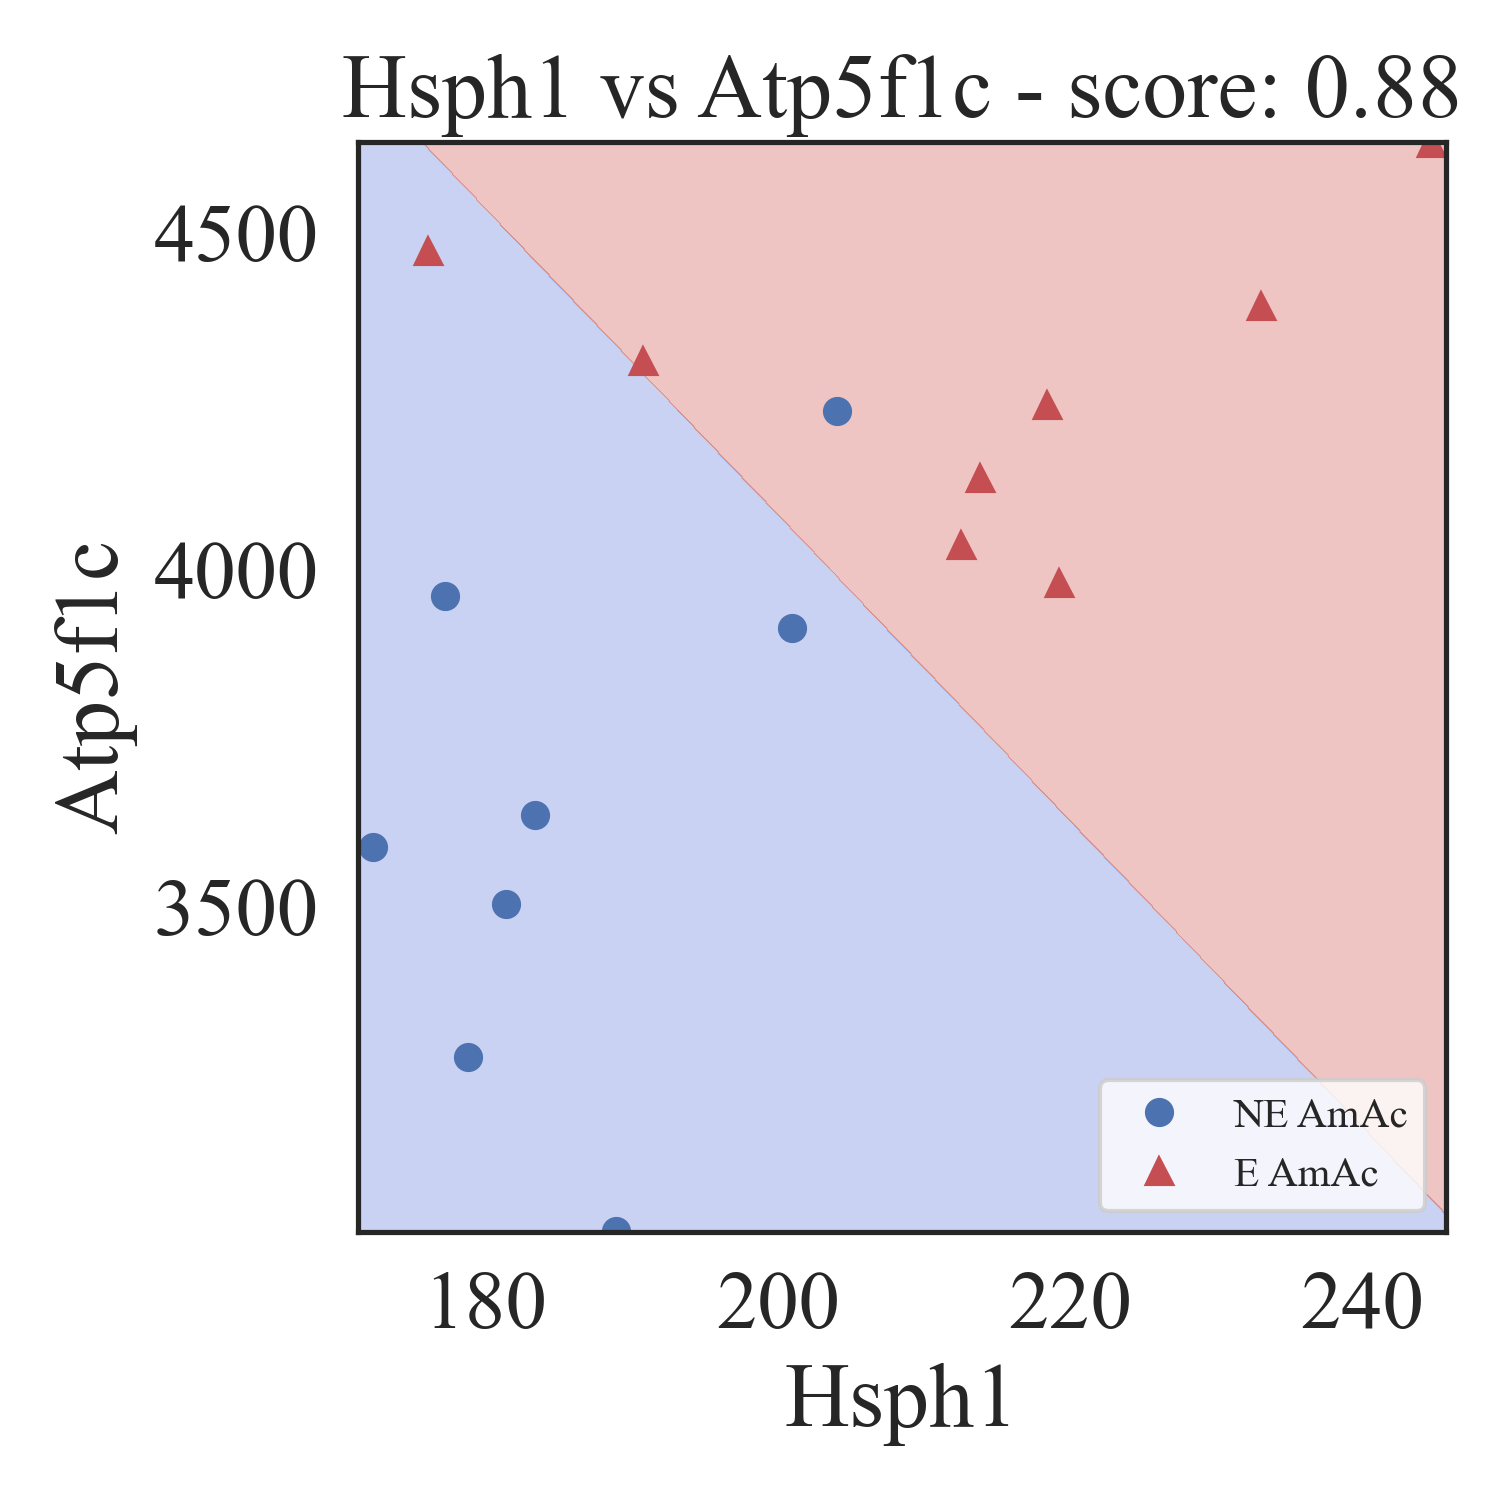 Hsph1 vs Atp5f1c - score: 0.88
4500
4000
3500
Atp5f1c
NE AmAc
E AmAc
180 200 220 240
Hsph1